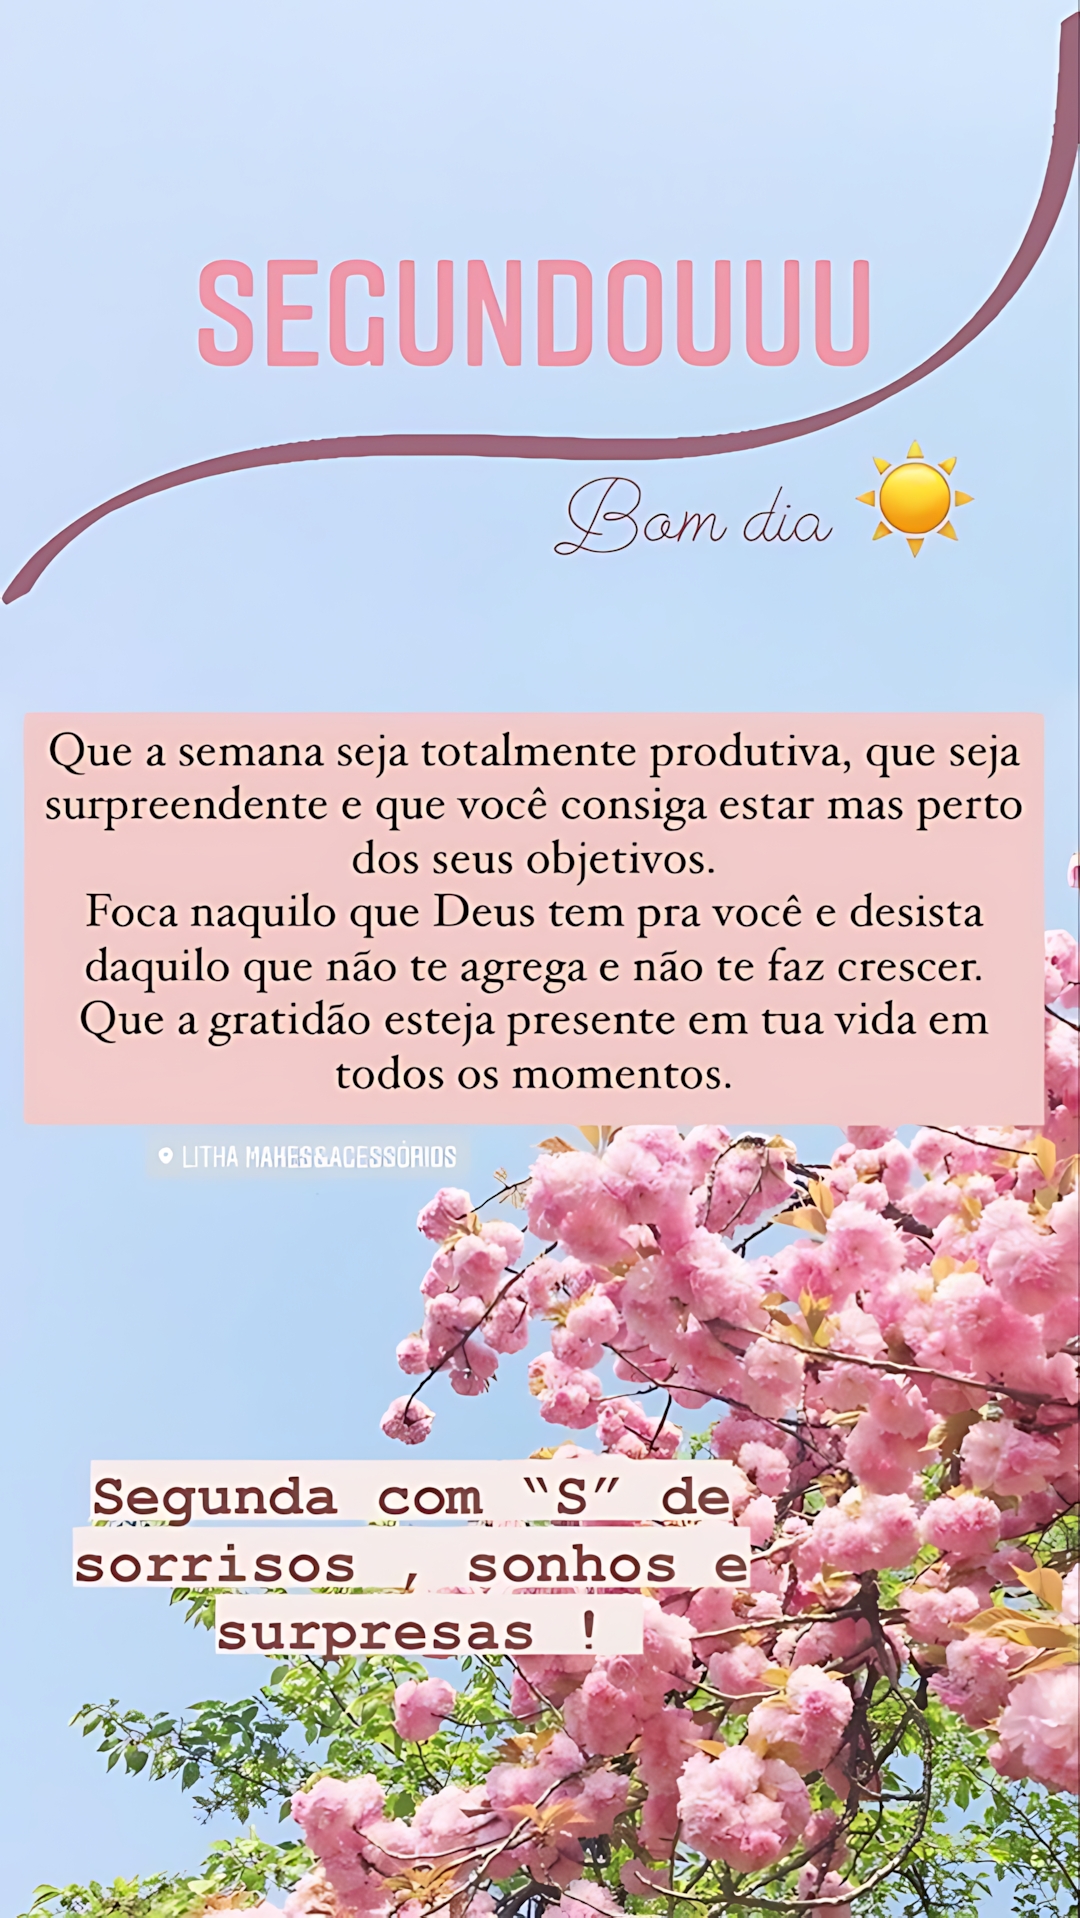 SEGUNDOUUU
Bom dia
Que a semana seja totalmente produtiva, que seja
surpreendente e que você consiga estar mas perto
dos seus objetivos.
Foca naquilo que Deus tem pra você e desista
daquilo que não te agrega e não te faz crescer.
Que a gratidão esteja presente em tua vida em
todos os momentos.
LITHA MAKES&ACESSÓRIOS
Segunda com “S” de
sorrisos , sonhos e
surpresas !